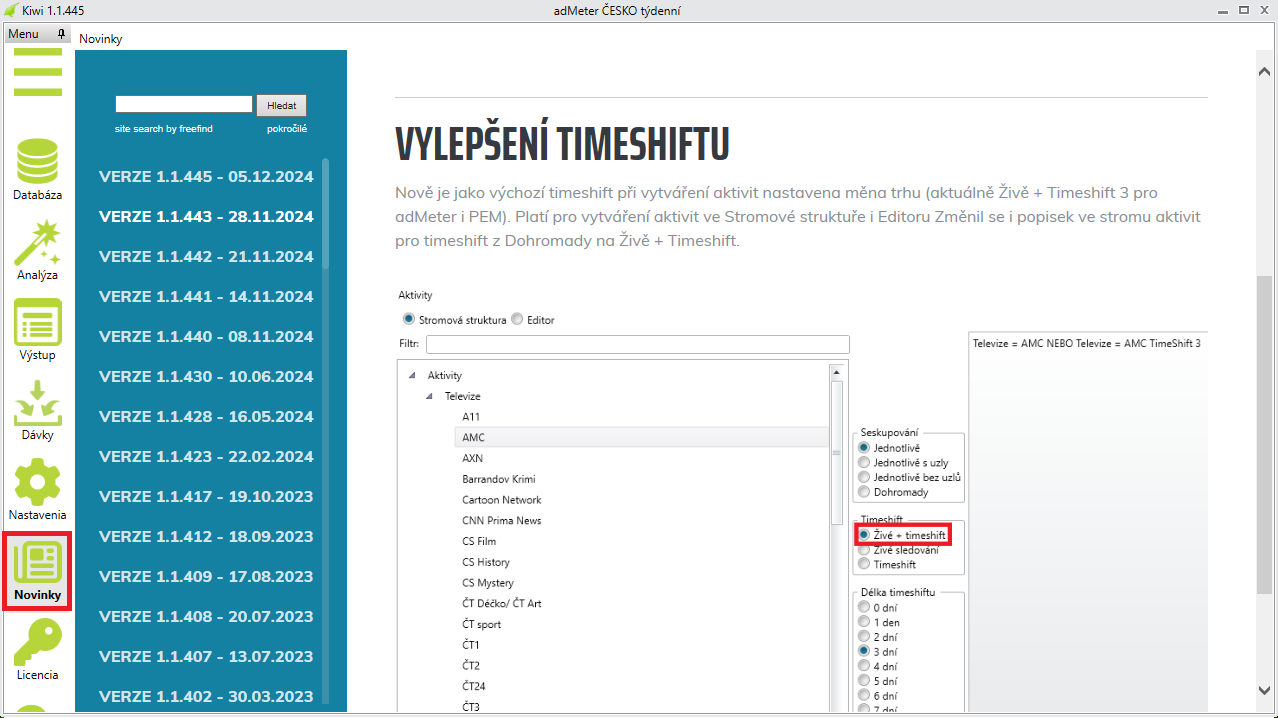 Kiwi 1.1.445
adMeter ČESKO týdenní
Menu
Novinky
Databáza
Analýza
Výstup
Dávky
Nastavenia
Novinky
Licencia
Hledat
site search by freefind
pokročilé
VERZE 1.1.445 - 05.12.2024
VERZE 1.1.443 - 28.11.2024
VERZE 1.1.442 - 21.11.2024
VERZE 1.1.441 - 14.11.2024
VERZE 1.1.440 - 08.11.2024
VERZE 1.1.430 - 10.06.2024
VERZE 1.1.428 - 16.05.2024
VERZE 1.1.423 - 22.02.2024
VERZE 1.1.417 - 19.10.2023
VERZE 1.1.412 - 18.09.2023
VERZE 1.1.409 - 17.08.2023
VERZE 1.1.408 - 20.07.2023
VERZE 1.1.407 - 13.07.2023
VERZE 1.1.402 - 30.03.2023
VYLEPŠENÍ TIMESHIFTU
Nově je jako výchozí timeshift při vytváření aktivit nastavena měna trhu (aktuálně Živě + Timeshift 3 pro
adMeter i PEM). Platí pro vytváření aktivit ve Stromové struktuře i Editoru Změnil se i popisek ve stromu aktivit
pro timeshift z Dohromady na Živě + Timeshift.
Aktivity
Stromová struktura
Editor
Filtr:
Aktivity
Televize
A11
AMC
AXN
Barrandov Krimi
Cartoon Network
CNN Prima News
CS Film
CS History
CS Mystery
ČT Déčko/ ČT Art
ČT sport
ČT1
ČT2
ČT24
ČT3
Seskupování
Jednotlivě
Jednotlivě s uzly
Jednotlivě bez uzlů
Dohromady
Timeshift
Živé + timeshift
Živé sledování
Timeshift
Délka timeshiftu
0 dní
1 den
2 dní
3 dní
4 dní
5 dní
6 dní
7 dní
Televize = AMC NEBO Televize = AMC TimeShift 3